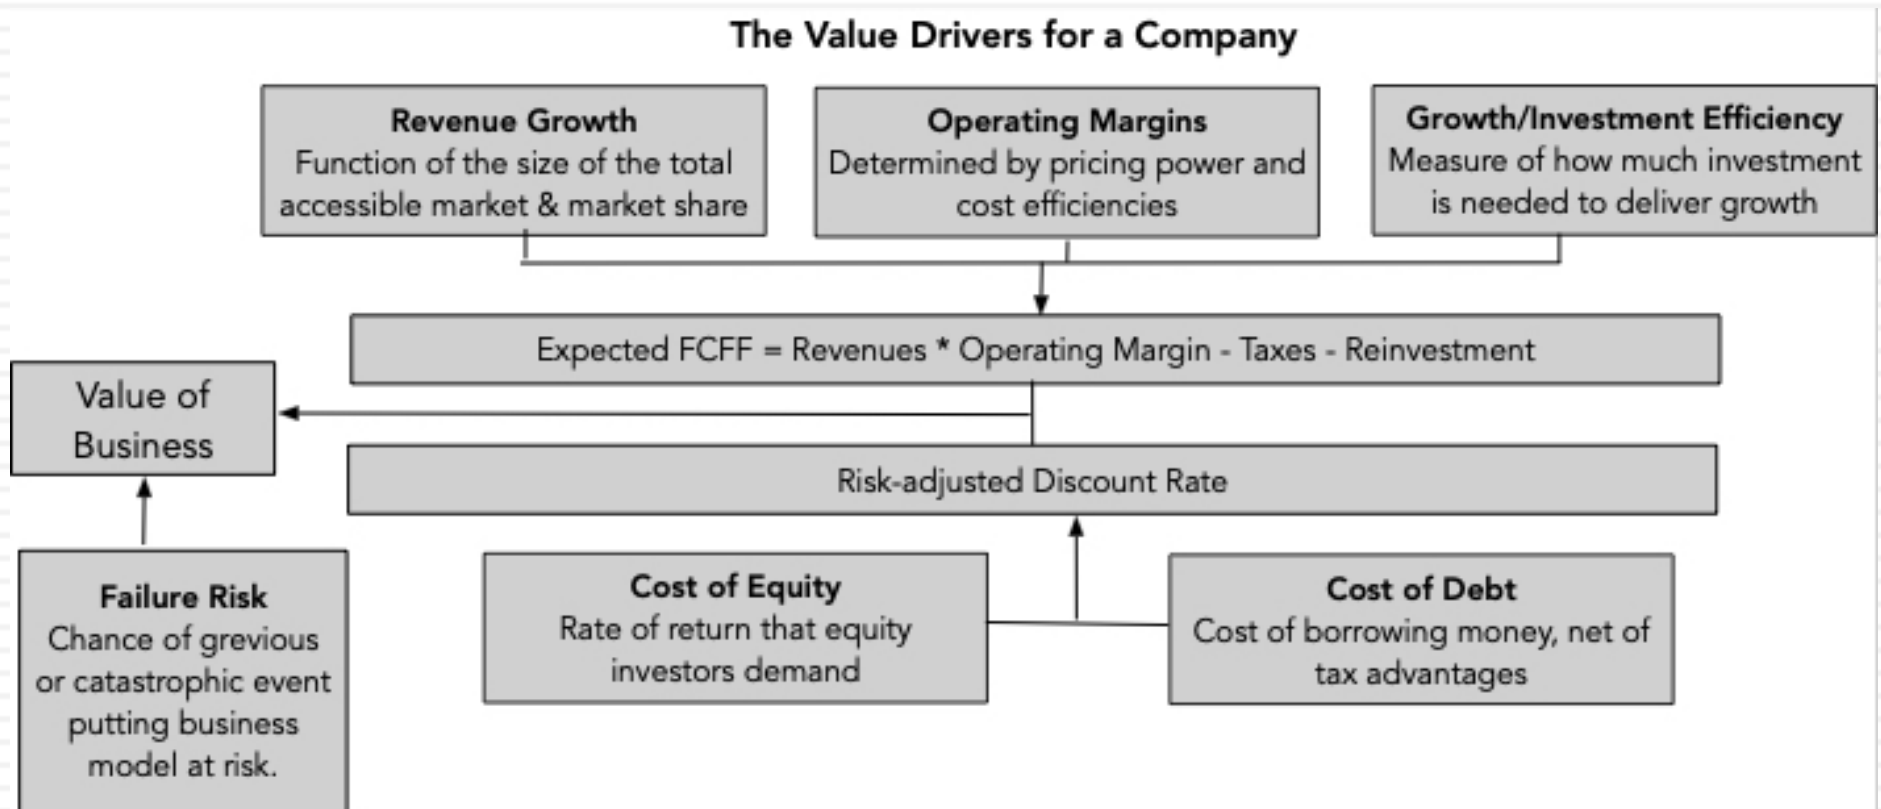 The Value Drivers for a Company
Revenue Growth
Function of the size of the total
accessible market & market share
Operating Margins
Determined by pricing power and
cost efficiencies
Growth/Investment Efficiency
Measure of how much investment
is needed to deliver growth
Expected FCFF = Revenues * Operating Margin - Taxes - Reinvestment
Value of
Business
Risk-adjusted Discount Rate
Failure Risk
Chance of grevious
or catastrophic event
putting business
model at risk.
Cost of Equity
Rate of return that equity
investors demand
Cost of Debt
Cost of borrowing money, net of
tax advantages